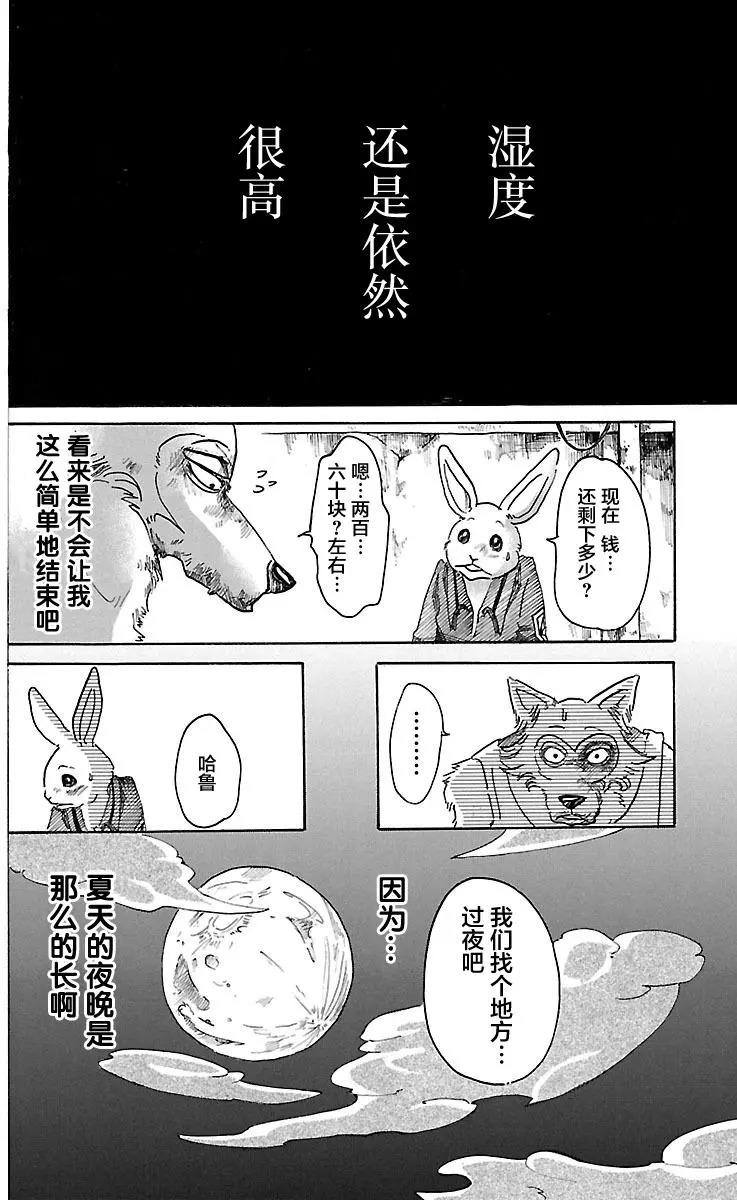 湿度
还是依然
很高
现在 钱…
还剩下多少？
嗯…两百
六十块？左右…
看来是不会让我
这么简单地结束吧
………
哈鲁
我们找个地方…
过夜吧
因为…
夏天的夜晚是
那么的长啊